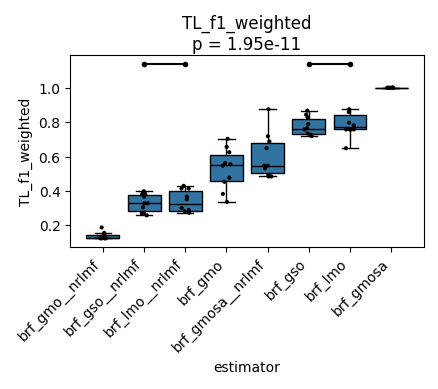 TL_f1_weighted
p = 1.95e-11
TL_f1_weighted
1.0
0.8
0.6
0.4
0.2
brf_gmo__nrlmf
brf_gso__nrlmf
brf_lmo__nrlmf
brf_gmo
brf_gmosa__nrlmf
brf_gso
brf_lmo
brf_gmosa
estimator